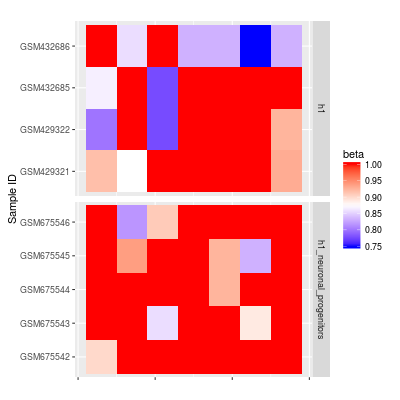 GSM432686
GSM432685
GSM429322
GSM429321
h1
GSM675546
GSM675545
GSM675544
GSM675543
GSM675542
h1_neuronal_progenitors
Sample ID
beta
1.00
0.95
0.90
0.85
0.80
0.75